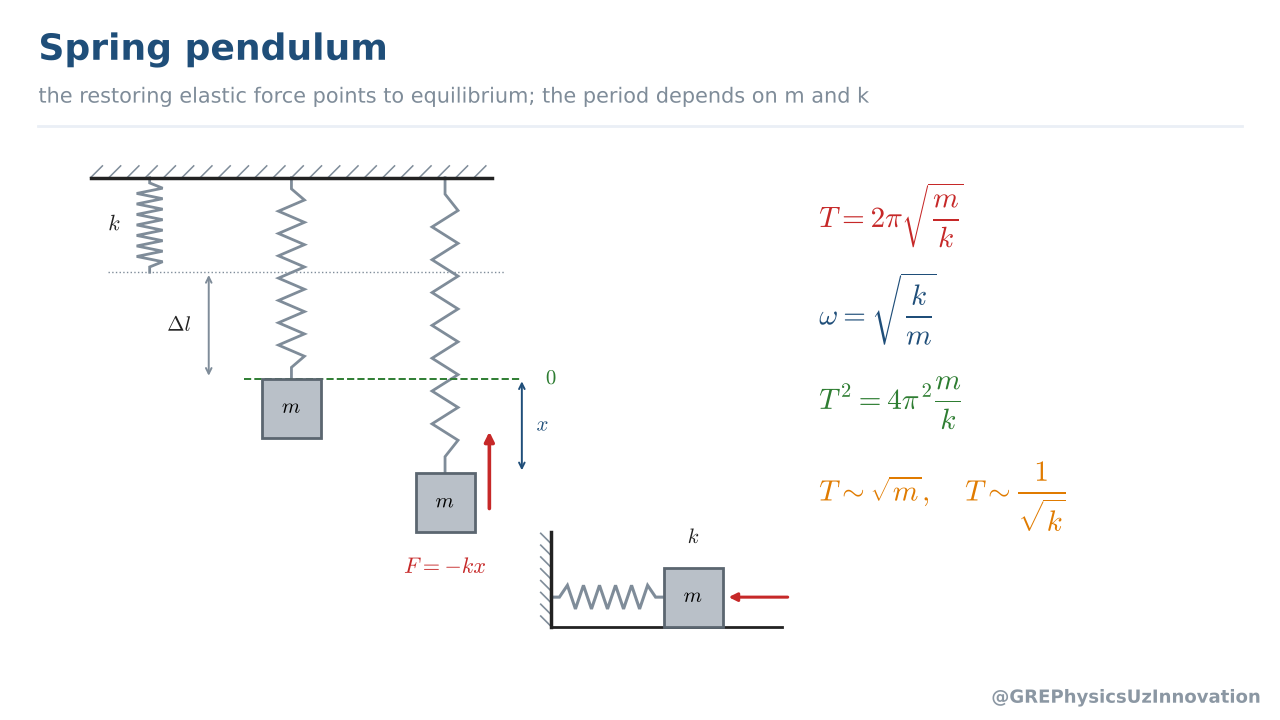 Spring pendulum
the restoring elastic force points to equilibrium; the period depends on m and k
k
Δl
m
0
x
m
F = −kx
k
m
T = 2π√(m/k)
ω = √(k/m)
T² = 4π² m/k
T ~ √m, T ~ 1/√k
@GREPhysicsUzInnovation